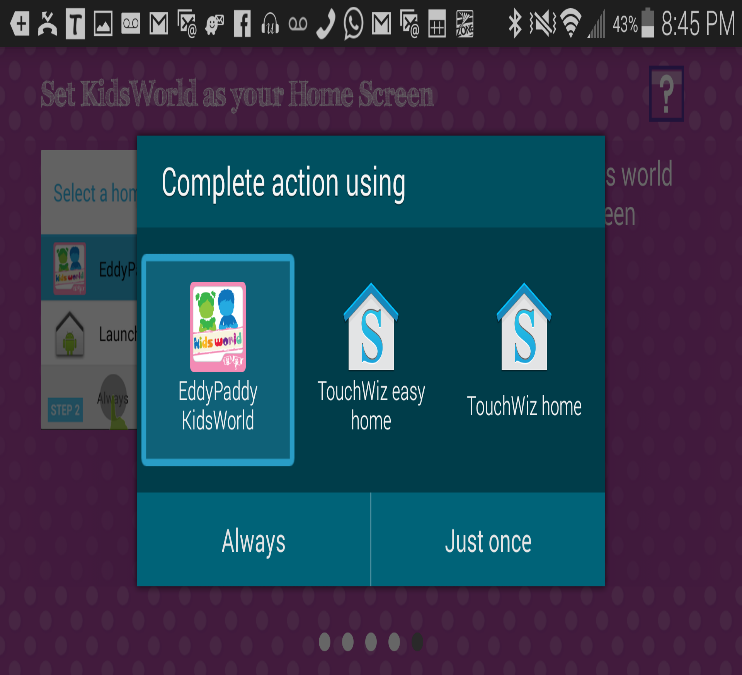 43% 8:45 PM
Set KidsWorld as your Home Screen
?
Select a hom
s world
een
EddyP
Launch
STEP 2
Always
Complete action using
Kids world
EddyPaddy
KidsWorld
S
TouchWiz easy
home
S
TouchWiz home
Always
Just once